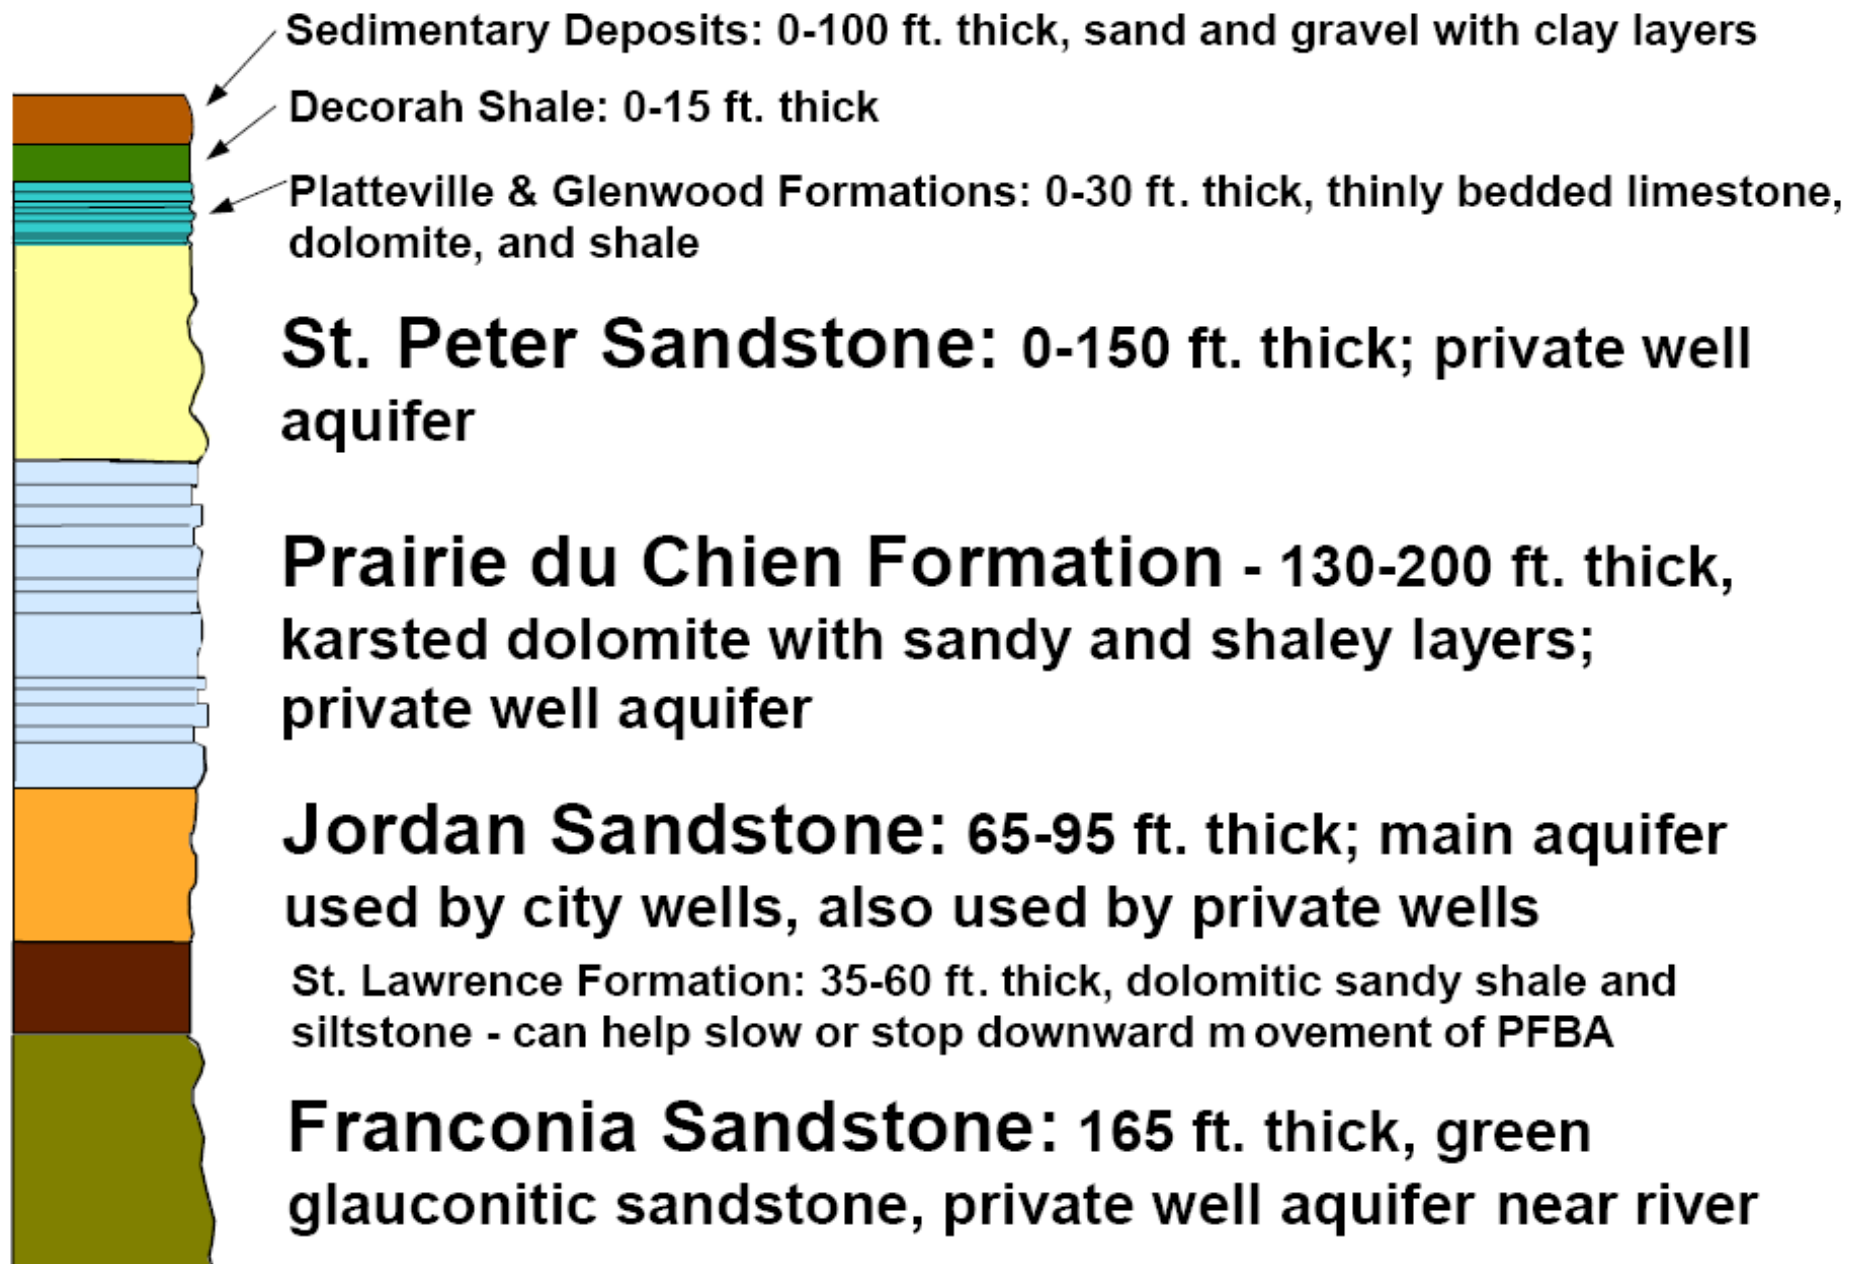 Sedimentary Deposits: 0-100 ft. thick, sand and gravel with clay layers
Decorah Shale: 0-15 ft. thick
Platteville & Glenwood Formations: 0-30 ft. thick, thinly bedded limestone,
dolomite, and shale
St. Peter Sandstone: 0-150 ft. thick; private well
aquifer
Prairie du Chien Formation - 130-200 ft. thick,
karsted dolomite with sandy and shaley layers;
private well aquifer
Jordan Sandstone: 65-95 ft. thick; main aquifer
used by city wells, also used by private wells
St. Lawrence Formation: 35-60 ft. thick, dolomitic sandy shale and
siltstone - can help slow or stop downward movement of PFBA
Franconia Sandstone: 165 ft. thick, green
glauconitic sandstone, private well aquifer near river